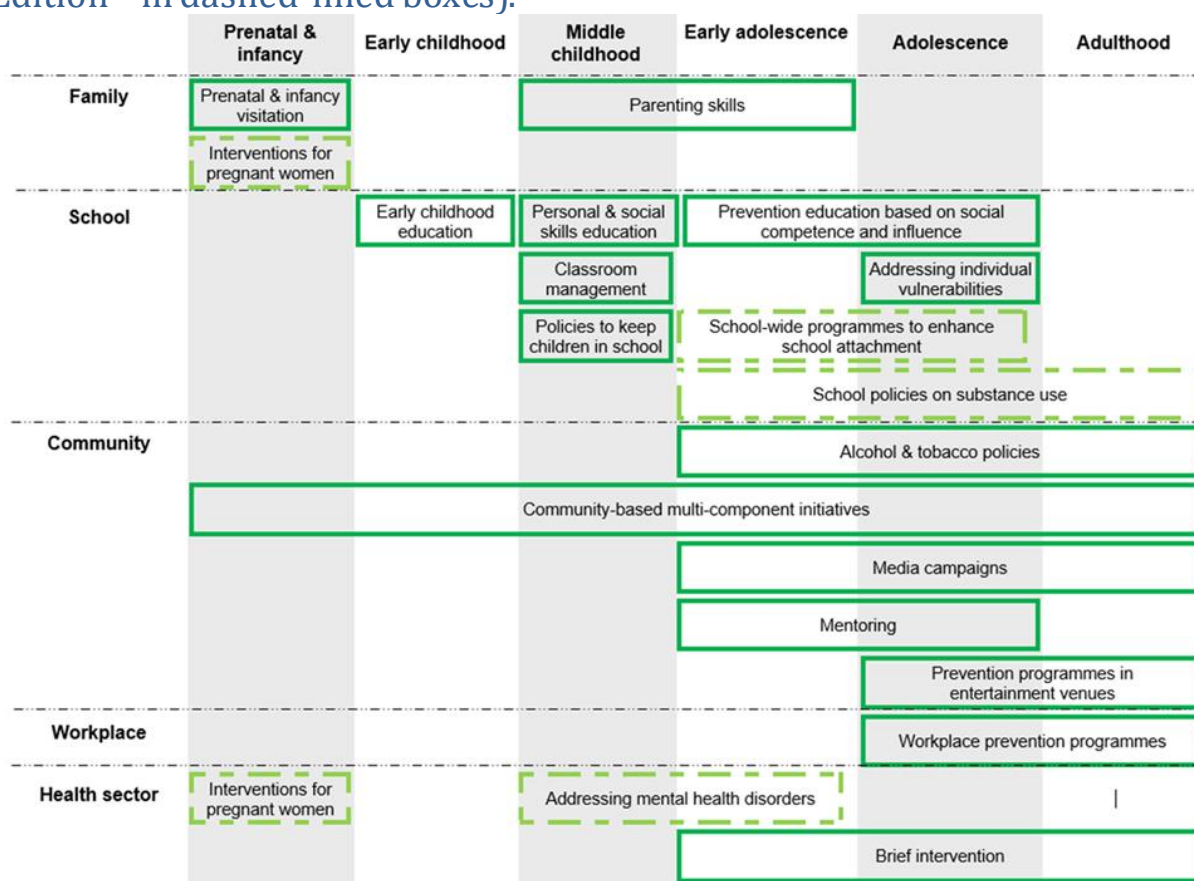 Edition – in dashed-lined boxes).
Prenatal &
infancy
Early childhood
Middle
childhood
Early adolescence
Adolescence
Adulthood
Family
Prenatal & infancy
visitation
Parenting skills
Interventions for
pregnant women
School
Early childhood
education
Personal & social
skills education
Prevention education based on social
competence and influence
Classroom
management
Addressing individual
vulnerabilities
Policies to keep
children in school
School-wide programmes to enhance
school attachment
School policies on substance use
Community
Alcohol & tobacco policies
Community-based multi-component initiatives
Media campaigns
Mentoring
Prevention programmes in
entertainment venues
Workplace
Workplace prevention programmes
Health sector
Interventions for
pregnant women
Addressing mental health disorders
|
Brief intervention